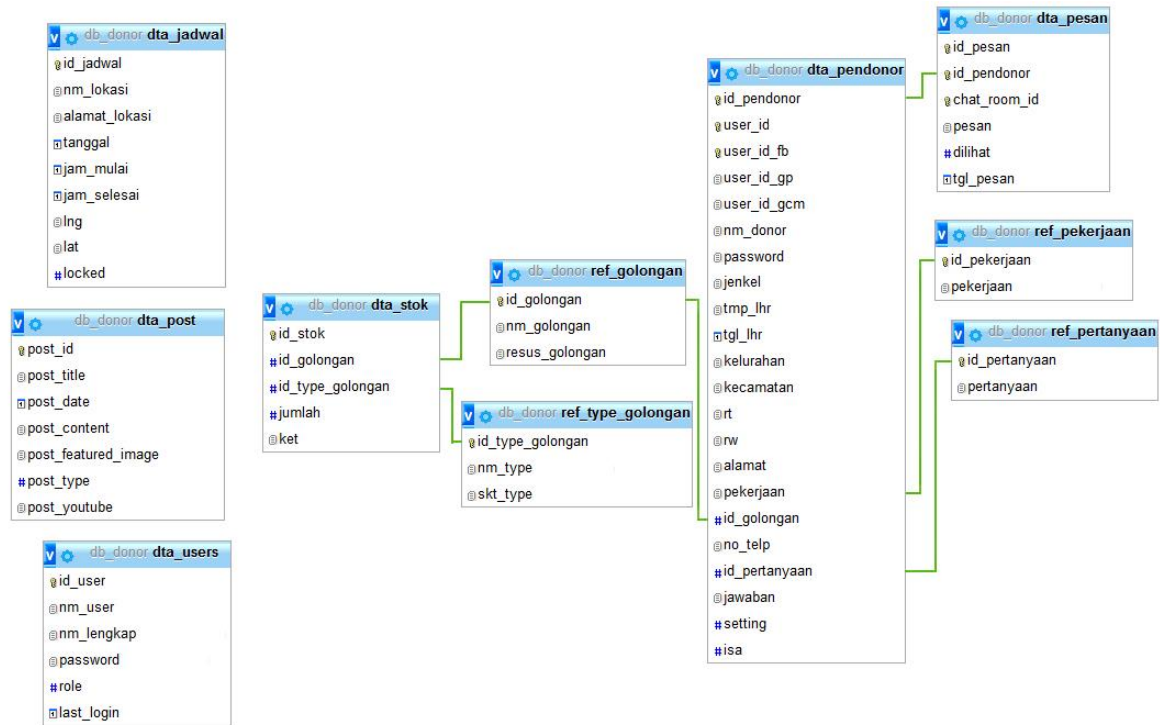 db_donor dta_jadwal
id_jadwal
nm_lokasi
alamat_lokasi
tanggal
jam_mulai
jam_selesai
lng
lat
locked
db_donor dta_post
post_id
post_title
post_date
post_content
post_featured_image
post_type
post_youtube
db_donor dta_users
id_user
nm_user
nm_lengkap
password
role
last_login
db_donor dta_stok
id_stok
id_golongan
id_type_golongan
jumlah
ket
db_donor ref_golongan
id_golongan
nm_golongan
resus_golongan
db_donor ref_type_golongan
id_type_golongan
nm_type
skt_type
db_donor dta_pendonor
id_pendonor
user_id
user_id_fb
user_id_gp
user_id_gcm
nm_donor
password
jenkel
tmp_lhr
tgl_lhr
kelurahan
kecamatan
rt
rw
alamat
pekerjaan
id_golongan
no_telp
id_pertanyaan
jawaban
setting
isa
db_donor dta_pesan
id_pesan
id_pendonor
chat_room_id
pesan
dilihat
tgl_pesan
db_donor ref_pekerjaan
id_pekerjaan
pekerjaan
db_donor ref_pertanyaan
id_pertanyaan
pertanyaan